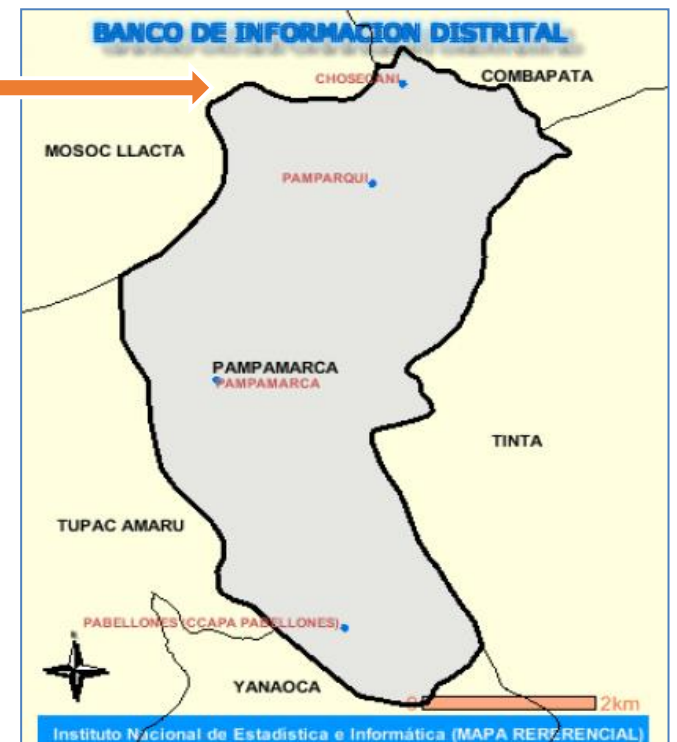 BANCO DE INFORMACION DISTRITAL
CHOSECANI
COMBAPATA
MOSOC LLACTA
PAMPARQUI
PAMPAMARCA
PAMPAMARCA
TINTA
TUPAC AMARU
PABELLONES (CCAPA PABELLONES)
YANAOCA
0 2km
Instituto Nacional de Estadística e Informática (MAPA RERERENCIAL)